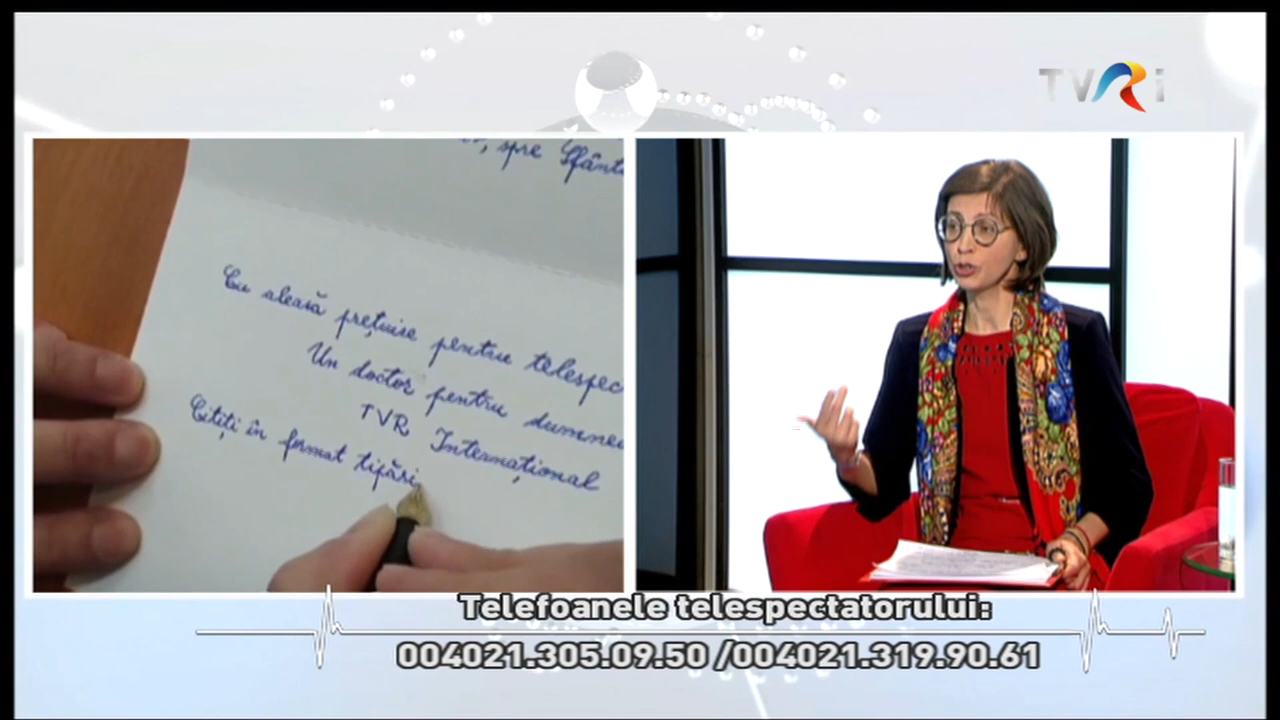 TVRi
spre Sfânt
Cu aleasă prețuire pentru telespec
Un doctor pentru dumnea
TVR Internațional
Citiți în format tipări
Telefoanele telespectatorului:
004021.305.09.50 /004021.319.90.61